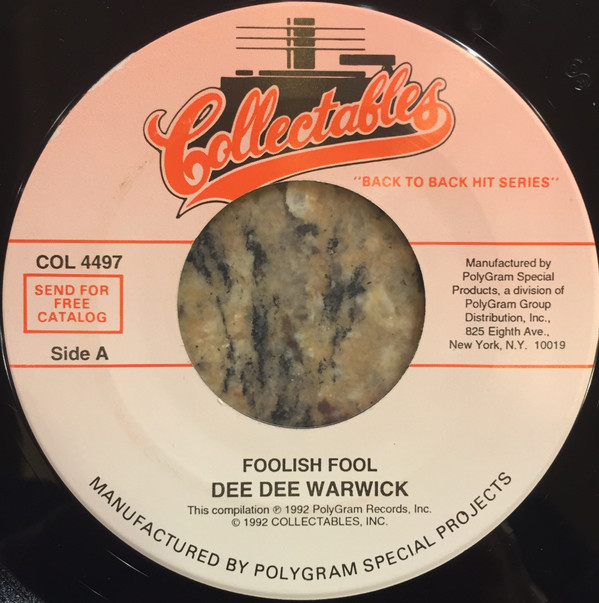 Collectables
"BACK TO BACK HIT SERIES"
COL 4497
SEND FOR
FREE
CATALOG
Side A
Manufactured by
PolyGram Special
Products, a division of
PolyGram Group
Distribution, Inc.,
825 Eighth Ave.,
New York, N.Y. 10019
FOOLISH FOOL
DEE DEE WARWICK
This compilation ℗ 1992 PolyGram Records, Inc.
© 1992 COLLECTABLES, INC.
MANUFACTURED BY POLYGRAM SPECIAL PROJECTS